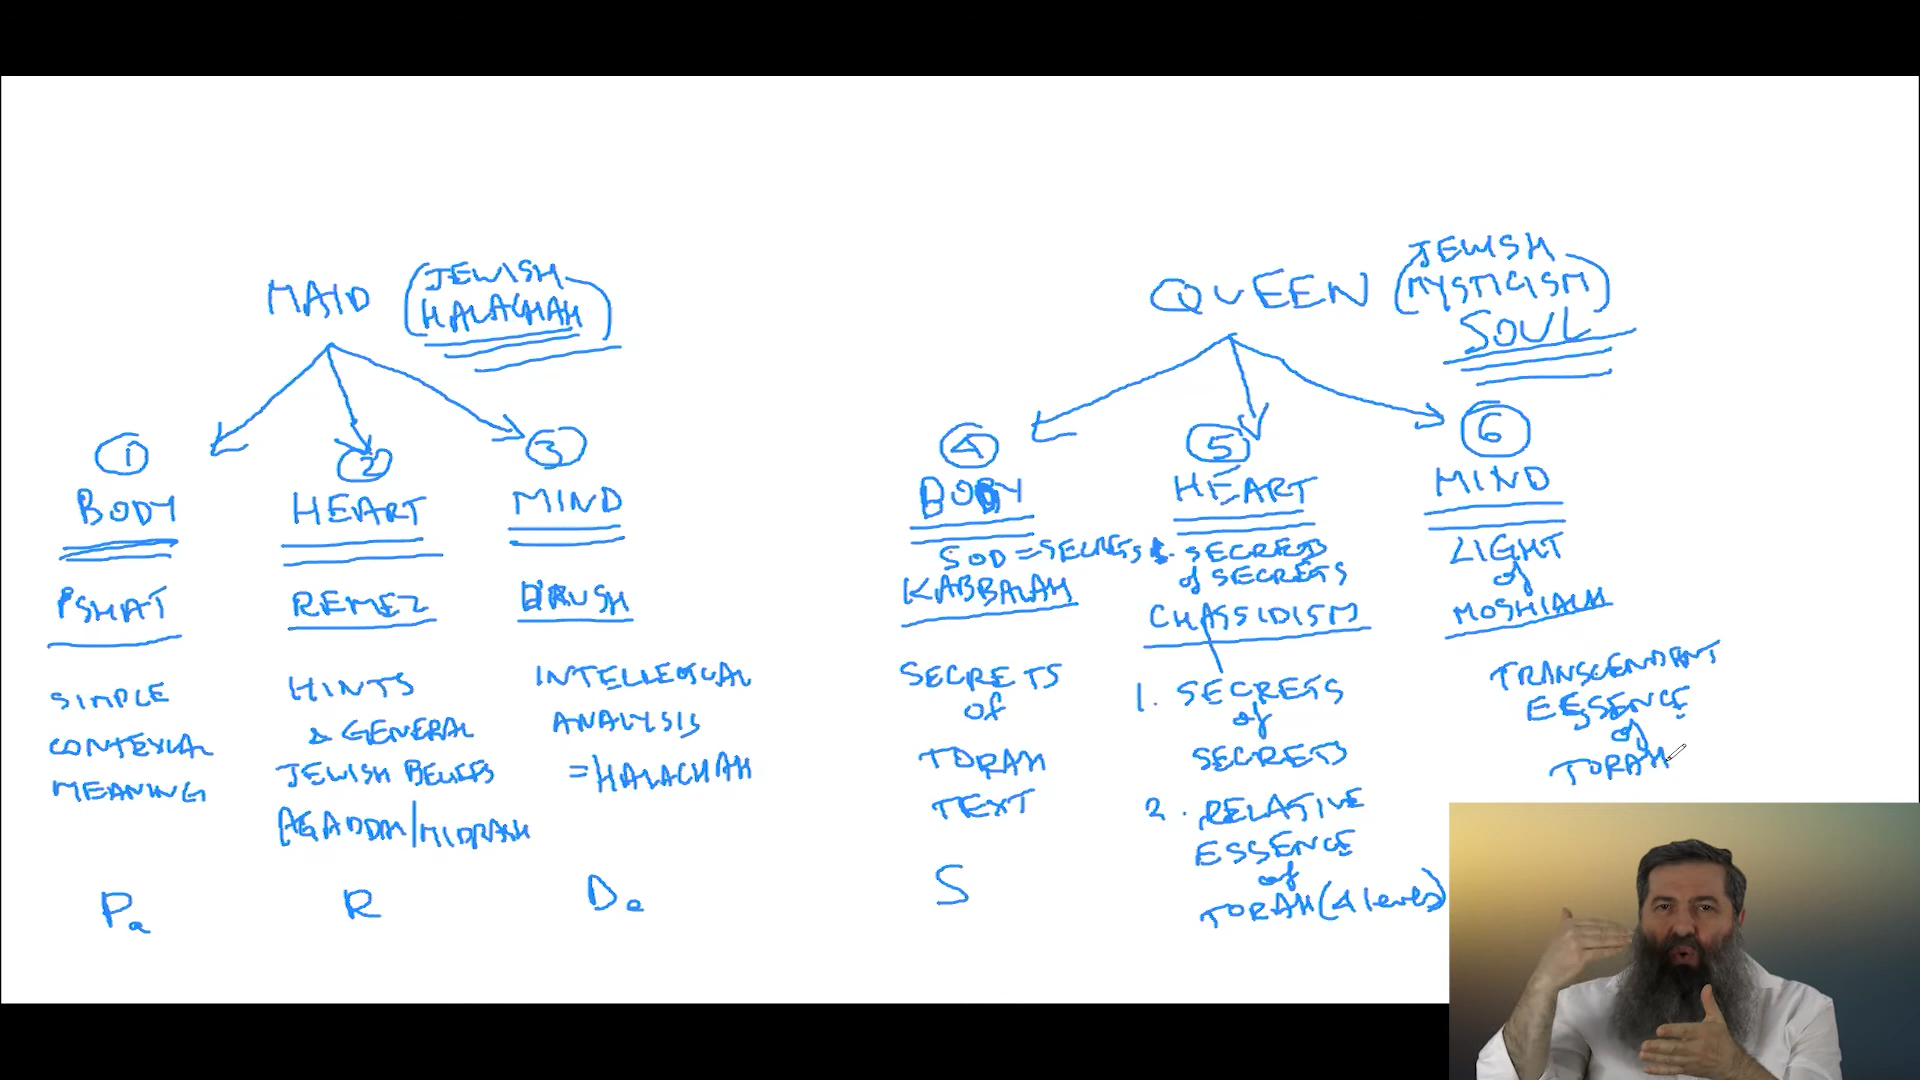 MAID (JEWISH
HALACHAH)
1
BODY
PSHAT
SIMPLE
CONTEXUAL
MEANING
Pa
2
HEART
REMEZ
HINTS
& GENERAL
JEWISH BELIEFS
AGADDA/MIDRASH
R
3
MIND
DRUSH
INTELLECTUAL
ANALYSIS
=HALACHAH
De
QUEEN (JEWISH
MYSTICISM)
SOUL
4
BODY
SOD = SECRETS
KABBALAH
SECRETS
of
TORAH
TEXT
S
5
HEART
SECRETS
of SECRETS
CHASSIDISM
1. SECRETS
of
SECRETS
2. RELATIVE
ESSENCE
of
TORAH (4 levels)
6
MIND
LIGHT
of
MOSHIACH
TRANSCENDANT
ESSENCE
of
TORAH